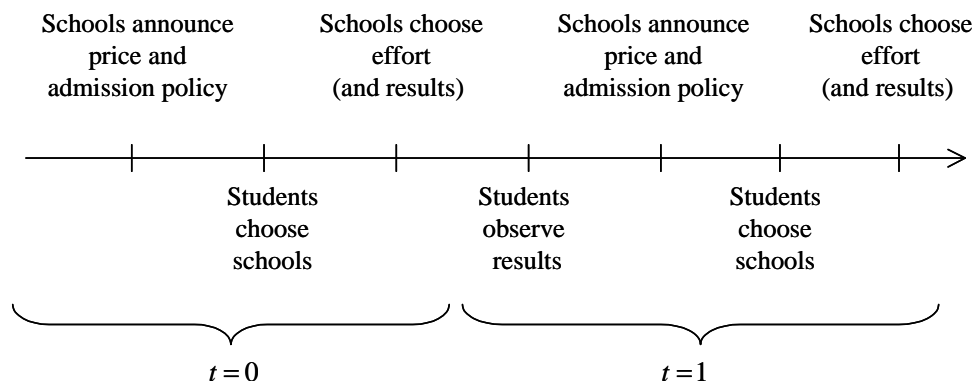 Schools announce
price and
admission policy
Schools choose
effort
(and results)
Schools announce
price and
admission policy
Schools choose
effort
(and results)
Students
choose
schools
Students
observe
results
Students
choose
schools
t = 0
t = 1